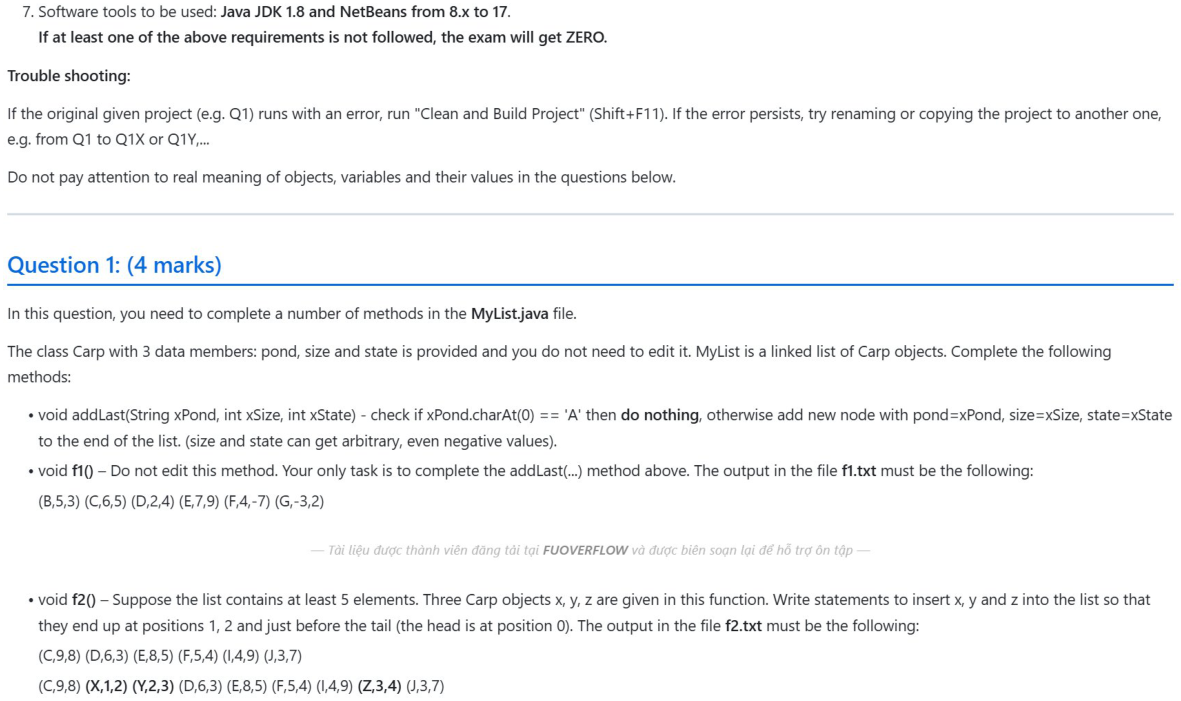 7. Software tools to be used: Java JDK 1.8 and NetBeans from 8.x to 17.
If at least one of the above requirements is not followed, the exam will get ZERO.
Trouble shooting:
If the original given project (e.g. Q1) runs with an error, run "Clean and Build Project" (Shift+F11). If the error persists, try renaming or copying the project to another one,
e.g. from Q1 to Q1X or Q1Y,...
Do not pay attention to real meaning of objects, variables and their values in the questions below.
Question 1: (4 marks)
In this question, you need to complete a number of methods in the MyList.java file.
The class Carp with 3 data members: pond, size and state is provided and you do not need to edit it. MyList is a linked list of Carp objects. Complete the following
methods:
• void addLast(String xPond, int xSize, int xState) - check if xPond.charAt(0) == 'A' then do nothing, otherwise add new node with pond=xPond, size=xSize, state=xState
to the end of the list. (size and state can get arbitrary, even negative values).
• void f1() – Do not edit this method. Your only task is to complete the addLast(...) method above. The output in the file f1.txt must be the following:
(B,5,3) (C,6,5) (D,2,4) (E,7,9) (F,4,-7) (G,-3,2)
— Tài liệu được thành viên đăng tải tại FUOVERFLOW và được biên soạn lại để hỗ trợ ôn tập —
• void f2() – Suppose the list contains at least 5 elements. Three Carp objects x, y, z are given in this function. Write statements to insert x, y and z into the list so that
they end up at positions 1, 2 and just before the tail (the head is at position 0). The output in the file f2.txt must be the following:
(C,9,8) (D,6,3) (E,8,5) (F,5,4) (I,4,9) (J,3,7)
(C,9,8) (X,1,2) (Y,2,3) (D,6,3) (E,8,5) (F,5,4) (I,4,9) (Z,3,4) (J,3,7)